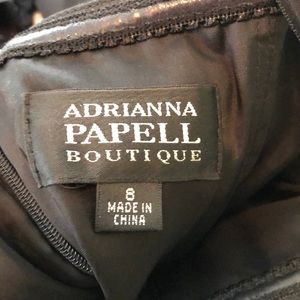 ADRIANNA
PAPELL
BOUTIQUE
8
MADE IN
CHINA